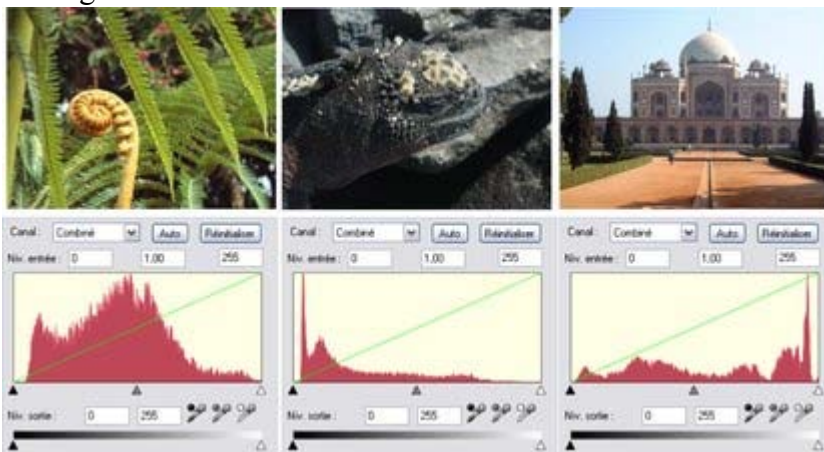 Canal : Combiné Auto Réinitialiser
Niv. entrée : 0 1,00 255
Niv. sortie : 0 255
Canal : Combiné Auto Réinitialiser
Niv. entrée : 0 1,00 255
Niv. sortie : 0 255
Canal : Combiné Auto Réinitialiser
Niv. entrée : 0 1,00 255
Niv. sortie : 0 255